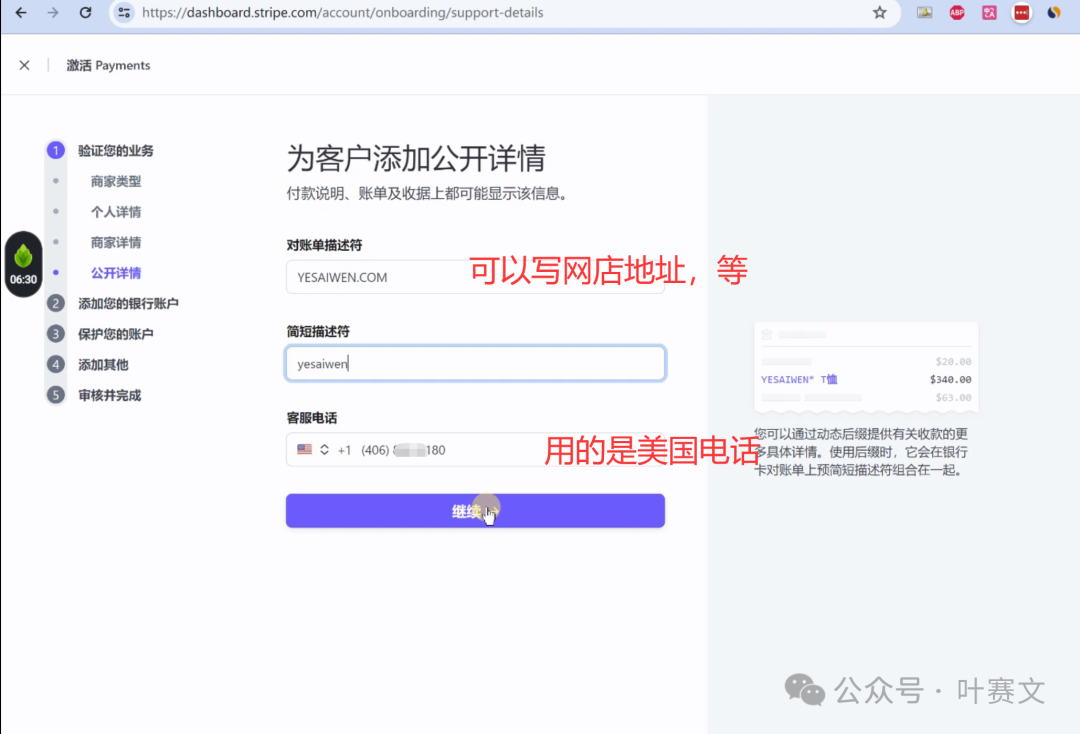 https://dashboard.stripe.com/account/onboarding/support-details
ABP
激活 Payments
1 验证您的业务
商家类型
个人详情
商家详情
公开详情
2 添加您的银行账户
3 保护您的账户
4 添加其他
5 审核并完成
06:30
为客户添加公开详情
付款说明、账单及收据上都可能显示该信息。
对账单描述符
YESAIWEN.COM
可以写网店地址，等
简短描述符
yesaiwen
客服电话
+1 (406) 8 180
用的是美国电话
继续
$20.00
YESAIWEN* T恤 $340.00
$63.00
您可以通过动态后缀提供有关收款的更
多具体详情。使用后缀时，它会在银行
卡对账单上预简短描述符组合在一起。
公众号 · 叶赛文